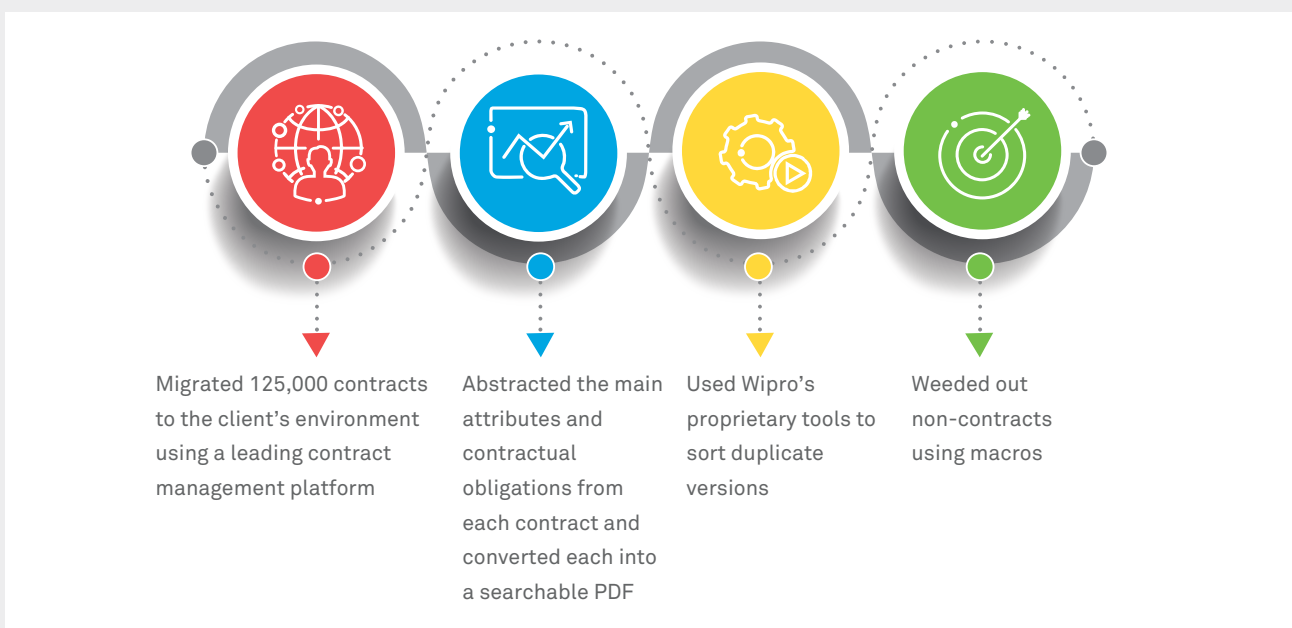 Migrated 125,000 contracts
to the client’s environment
using a leading contract
management platform
Abstracted the main
attributes and
contractual
obligations from
each contract and
converted each into
a searchable PDF
Used Wipro’s
proprietary tools to
sort duplicate
versions
Weeded out
non-contracts
using macros